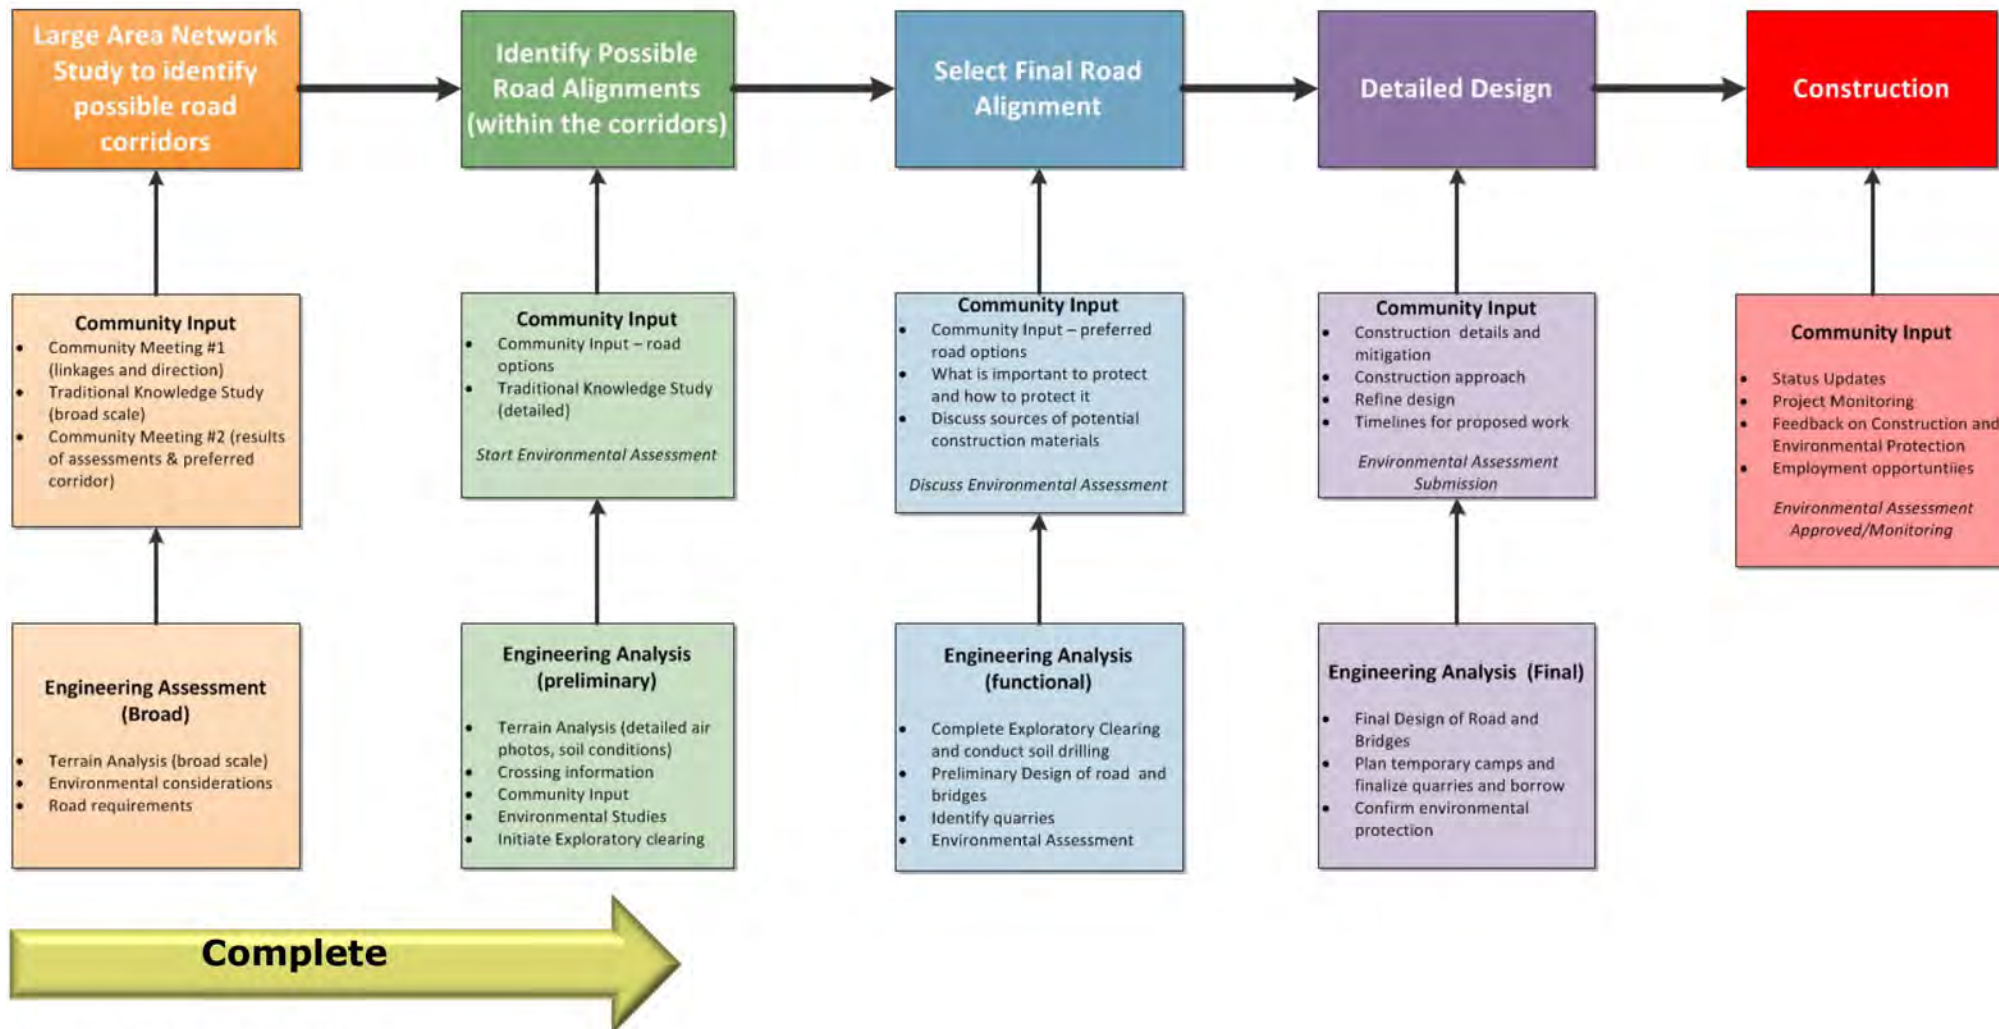 Large Area Network
Study to identify
possible road
corridors
Identify Possible
Road Alignments
(within the corridors)
Select Final Road
Alignment
Detailed Design
Construction
Community Input
• Community Meeting #1
(linkages and direction)
• Traditional Knowledge Study
(broad scale)
• Community Meeting #2 (results
of assessments & preferred
corridor)
Community Input
• Community Input – road
options
• Traditional Knowledge Study
(detailed)
Start Environmental Assessment
Community Input
• Community Input – preferred
road options
• What is important to protect
and how to protect it
• Discuss sources of potential
construction materials
Discuss Environmental Assessment
Community Input
• Construction details and
mitigation
• Construction approach
• Refine design
• Timelines for proposed work
Environmental Assessment
Submission
Community Input
• Status Updates
• Project Monitoring
• Feedback on Construction and
Environmental Protection
• Employment opportuntiies
Environmental Assessment
Approved/Monitoring
Engineering Assessment
(Broad)
• Terrain Analysis (broad scale)
• Environmental considerations
• Road requirements
Engineering Analysis
(preliminary)
• Terrain Analysis (detailed air
photos, soil conditions)
• Crossing information
• Community Input
• Environmental Studies
• Initiate Exploratory clearing
Engineering Analysis
(functional)
• Complete Exploratory Clearing
and conduct soil drilling
• Preliminary Design of road and
bridges
• Identify quarries
• Environmental Assessment
Engineering Analysis (Final)
• Final Design of Road and
Bridges
• Plan temporary camps and
finalize quarries and borrow
• Confirm environmental
protection
Complete